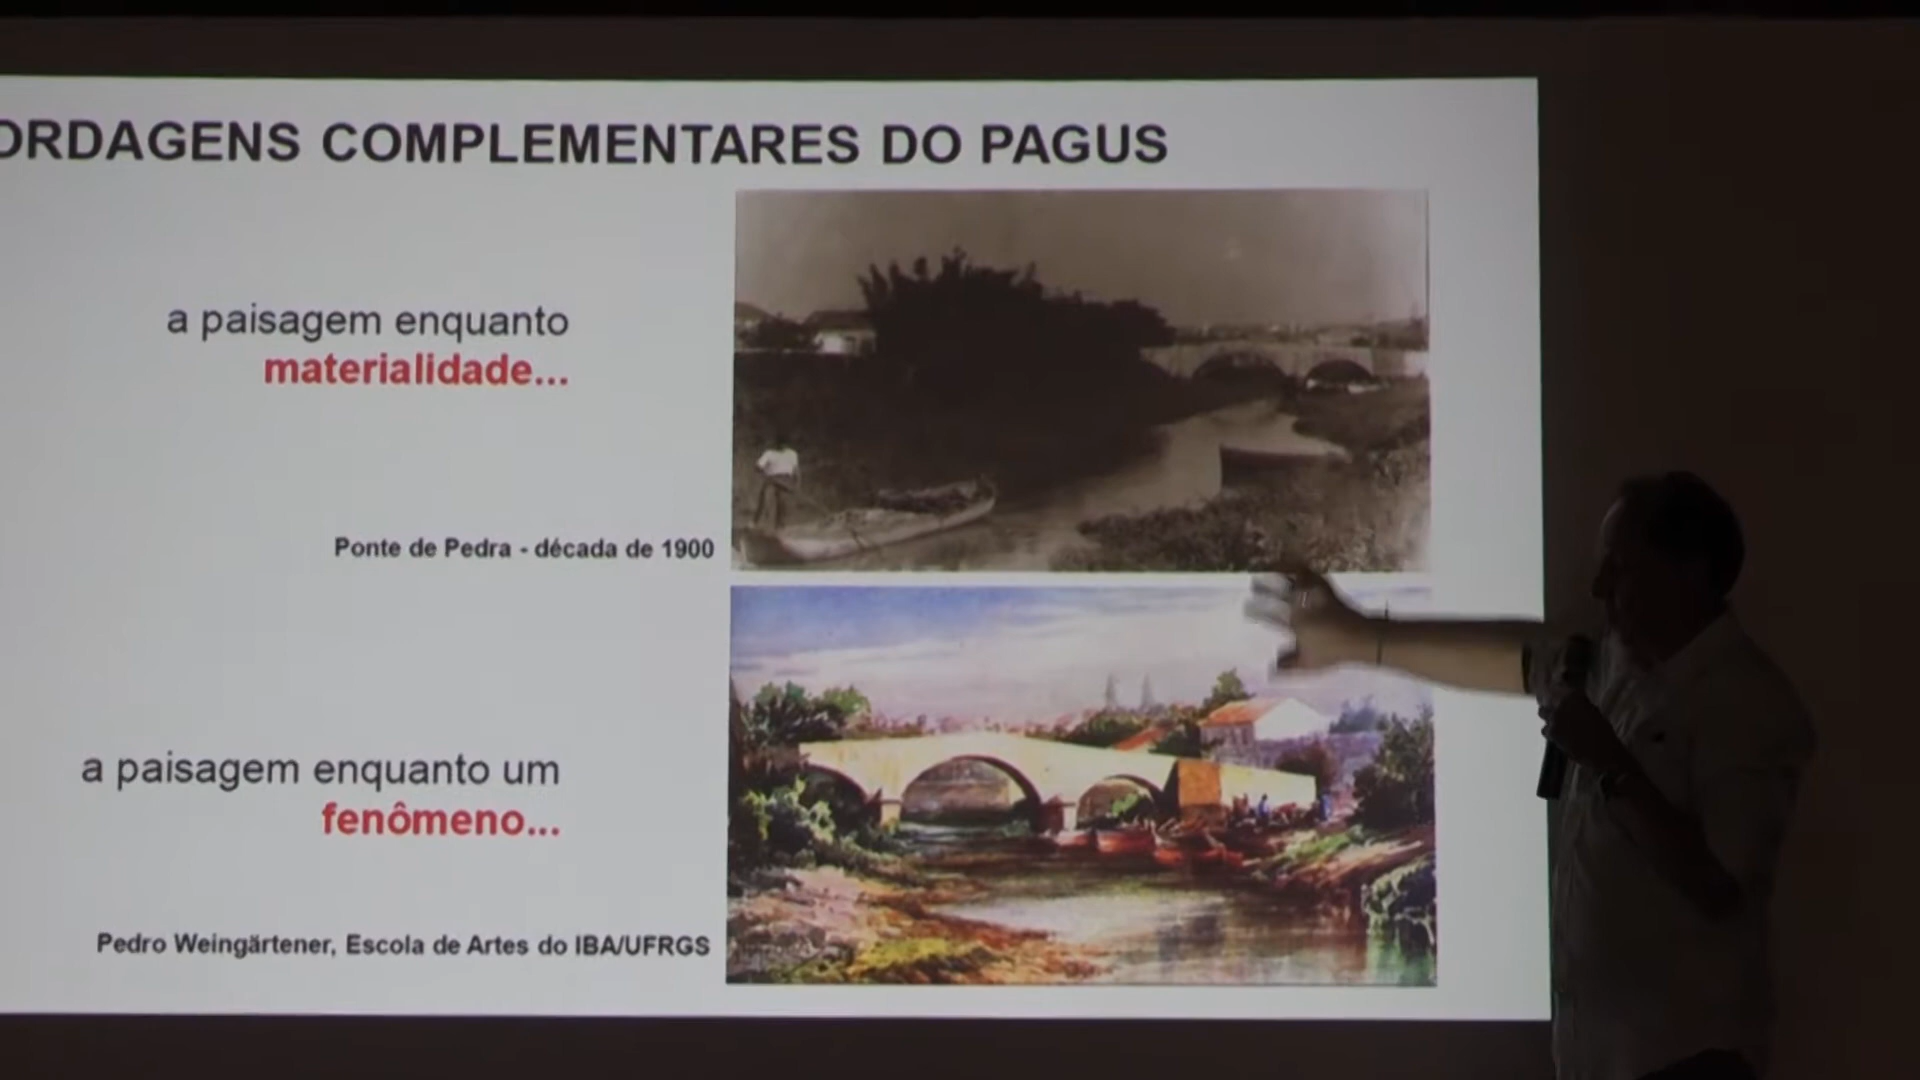 ORDAGENS COMPLEMENTARES DO PAGUS
a paisagem enquanto
materialidade...
Ponte de Pedra - década de 1900
a paisagem enquanto um
fenômeno...
Pedro Weingärtener, Escola de Artes do IBA/UFRGS